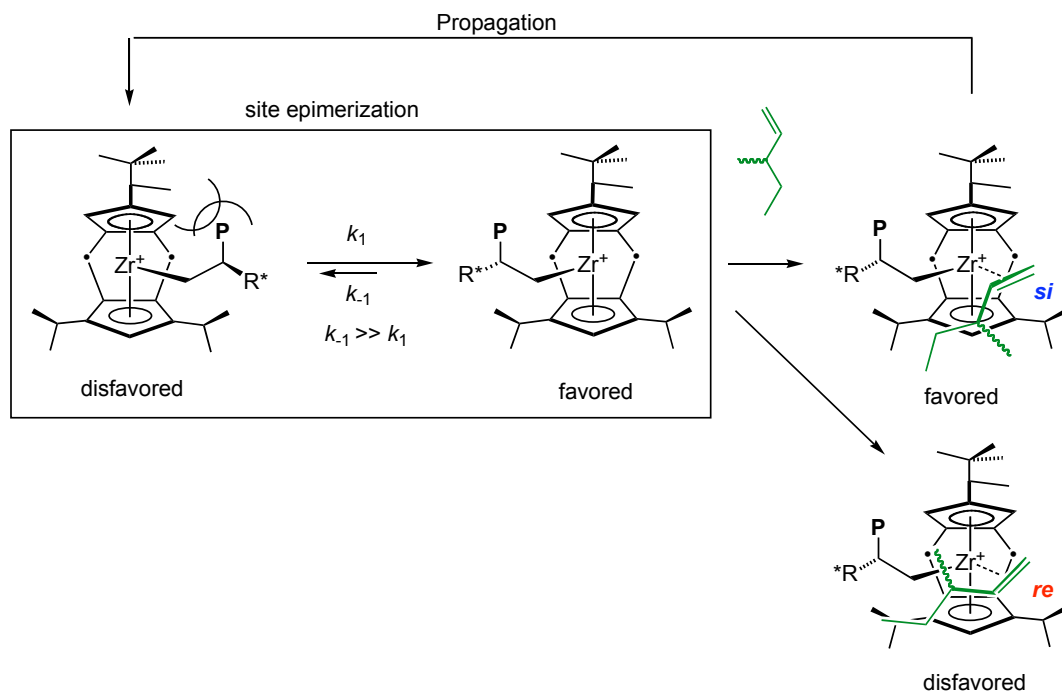 Propagation
site epimerization
P
Zr+
R*
disfavored
k1
k-1
k-1 >> k1
P
R*
Zr+
favored
P
R*
Zr+
si
favored
P
*R
Zr+
re
disfavored